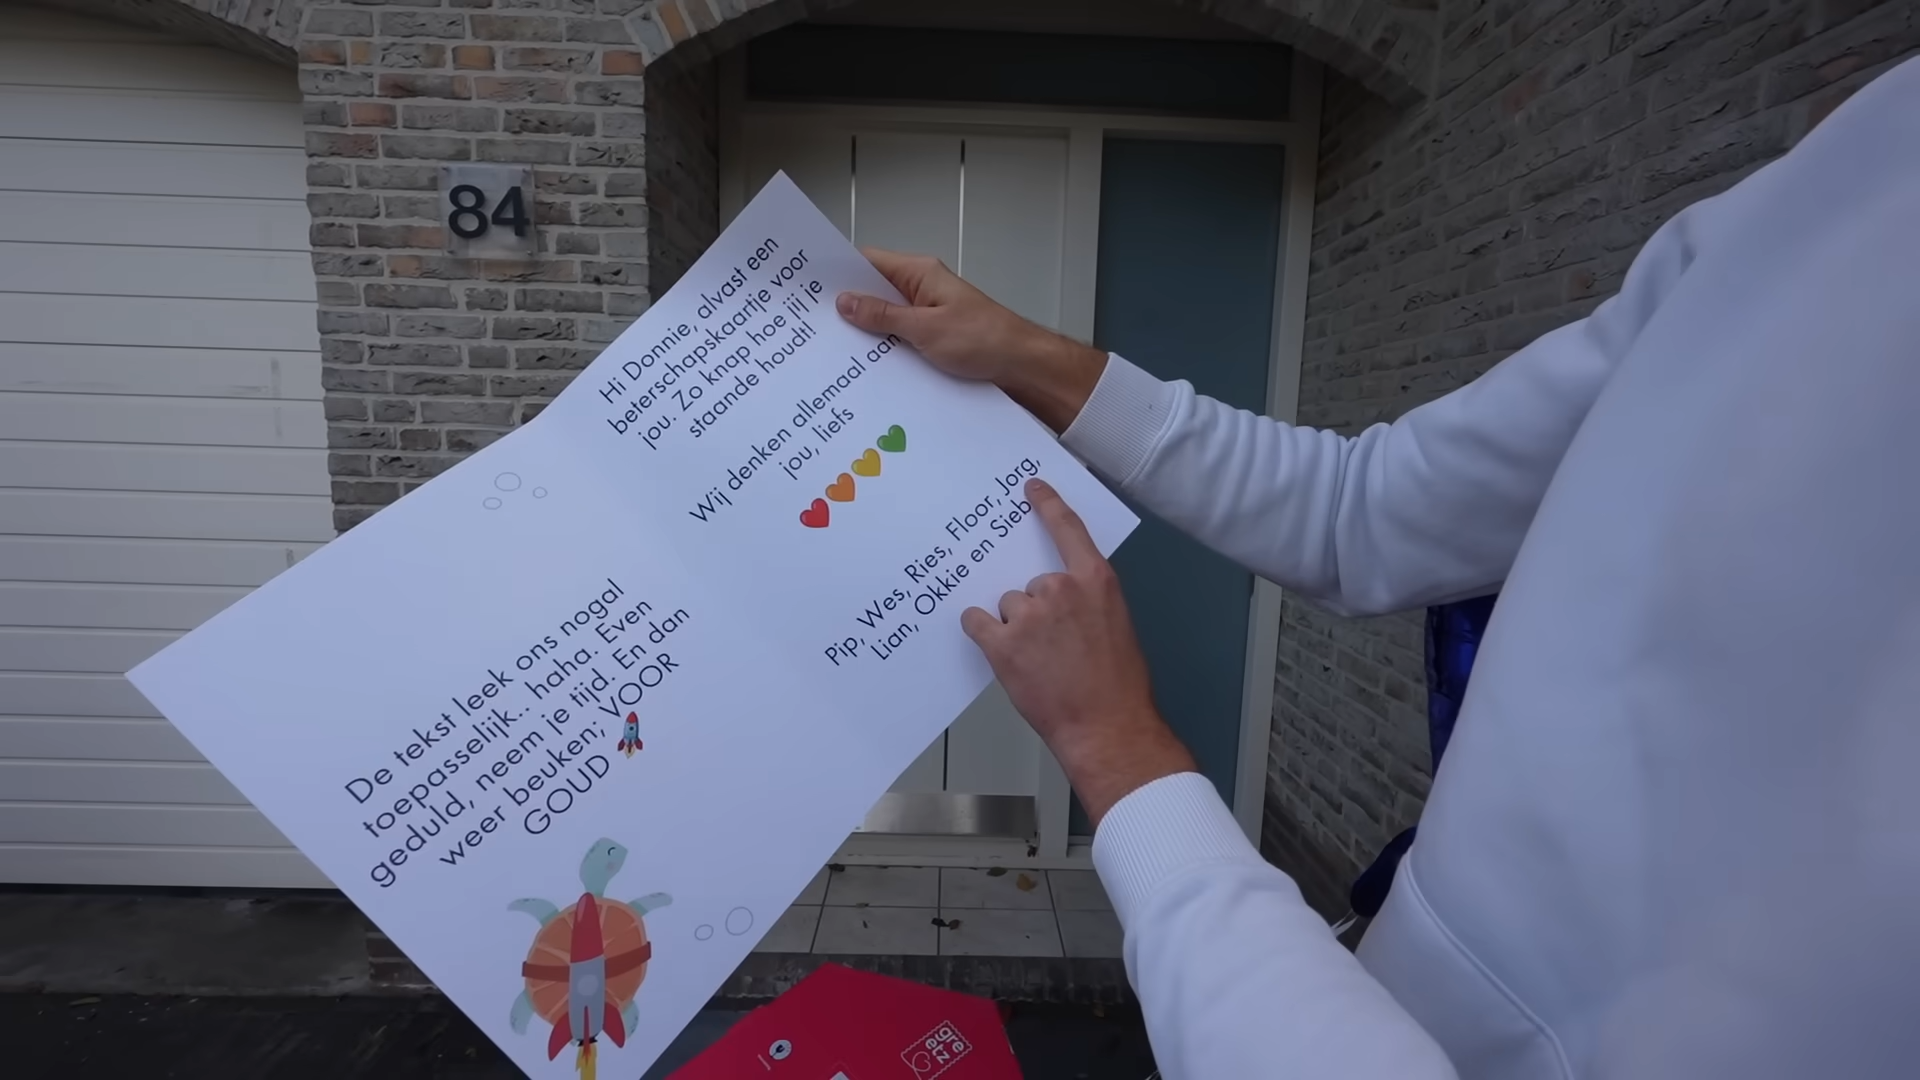 84
Hi Donnie, alvast een
beterschapskaartje voor
jou. Zo knap hoe jij je
staande houdt!
Wij denken allemaal aan
jou, liefs
Pip, Wes, Ries, Floor, Jorg,
Lian, Okkie en Sieb
De tekst leek ons nogal
toepasselijk.. haha. Even
geduld, neem je tijd. En dan
weer beuken; VOOR
GOUD
gre
etz